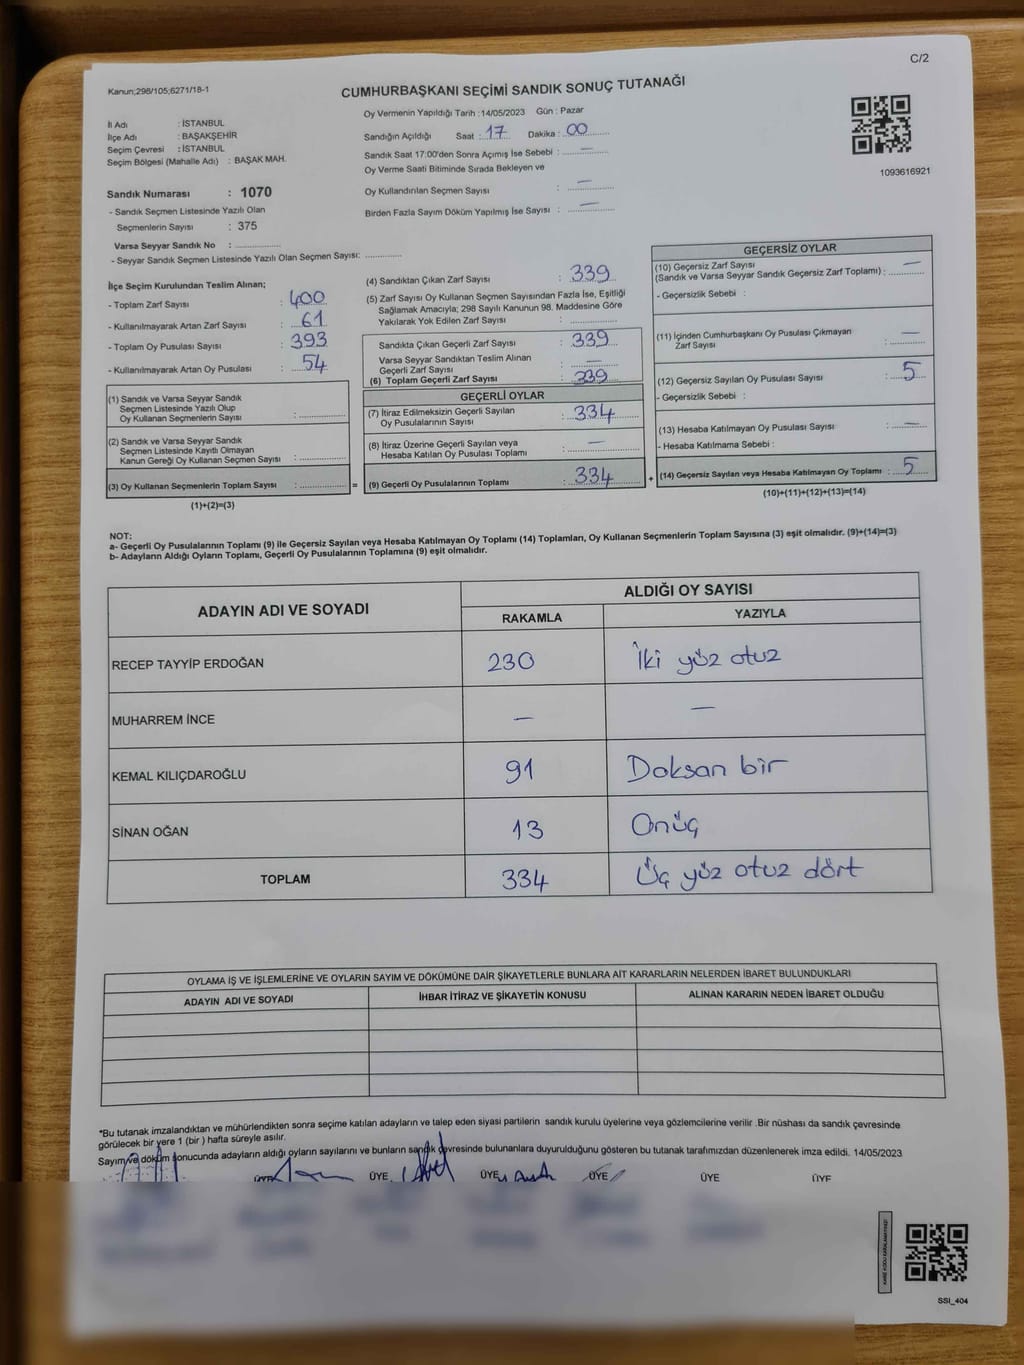 C/2
Kanun;298/105;6271/18-1
CUMHURBAŞKANI SEÇİMİ SANDIK SONUÇ TUTANAĞI
Oy Vermenin Yapıldığı Tarih :14/05/2023 Gün : Pazar
İl Adı : İSTANBUL
İlçe Adı : BAŞAKŞEHİR
Seçim Çevresi : İSTANBUL
Seçim Bölgesi (Mahalle Adı) : BAŞAK MAH.
Sandığın Açıldığı Saat : 17 Dakika : 00
Sandık Saat 17:00'den Sonra Açımış İse Sebebi : —
Oy Verme Saati Bitiminde Sırada Bekleyen ve
Oy Kullandırılan Seçmen Sayısı : —
Birden Fazla Sayım Döküm Yapılmış İse Sayısı : —
1093616921
Sandık Numarası : 1070
- Sandık Seçmen Listesinde Yazılı Olan
Seçmenlerin Sayısı : 375
Varsa Seyyar Sandık No :
- Seyyar Sandık Seçmen Listesinde Yazılı Olan Seçmen Sayısı:
İlçe Seçim Kurulundan Teslim Alınan;
- Toplam Zarf Sayısı : 400
- Kullanılmayarak Artan Zarf Sayısı : 61
- Toplam Oy Pusulası Sayısı : 393
- Kullanılmayarak Artan Oy Pusulası : 54
(1) Sandık ve Varsa Seyyar Sandık
Seçmen Listesinde Yazılı Olup
Oy Kullanan Seçmenlerin Sayısı :
(2) Sandık ve Varsa Seyyar Sandık
Seçmen Listesinde Kayıtlı Olmayan
Kanun Gereği Oy Kullanan Seçmen Sayısı :
(3) Oy Kullanan Seçmenlerin Toplam Sayısı : =
(1)+(2)=(3)
(4) Sandıktan Çıkan Zarf Sayısı : 339
(5) Zarf Sayısı Oy Kullanan Seçmen Sayısından Fazla İse, Eşitliği
Sağlamak Amacıyla; 298 Sayılı Kanunun 98. Maddesine Göre
Yakılarak Yok Edilen Zarf Sayısı :
Sandıkta Çıkan Geçerli Zarf Sayısı : 339
Varsa Seyyar Sandıktan Teslim Alınan
Geçerli Zarf Sayısı : —
(6) Toplam Geçerli Zarf Sayısı : 339
GEÇERLİ OYLAR
(7) İtiraz Edilmeksizin Geçerli Sayılan
Oy Pusulalarının Sayısı : 334
(8) İtiraz Üzerine Geçerli Sayılan veya
Hesaba Katılan Oy Pusulası Toplamı : —
(9) Geçerli Oy Pusulalarının Toplamı : 334 +
GEÇERSİZ OYLAR
(10) Geçersiz Zarf Sayısı
(Sandık ve Varsa Seyyar Sandık Geçersiz Zarf Toplamı) : —
- Geçersizlik Sebebi :
(11) İçinden Cumhurbaşkanı Oy Pusulası Çıkmayan
Zarf Sayısı : —
(12) Geçersiz Sayılan Oy Pusulası Sayısı : 5
- Geçersizlik Sebebi :
(13) Hesaba Katılmayan Oy Pusulası Sayısı : —
- Hesaba Katılmama Sebebi :
(14) Geçersiz Sayılan veya Hesaba Katılmayan Oy Toplamı : 5
(10)+(11)+(12)+(13)=(14)
NOT:
a- Geçerli Oy Pusulalarının Toplamı (9) ile Geçersiz Sayılan veya Hesaba Katılmayan Oy Toplamı (14) Toplamları, Oy Kullanan Seçmenlerin Toplam Sayısına (3) eşit olmalıdır. (9)+(14)=(3)
b- Adayların Aldığı Oyların Toplamı, Geçerli Oy Pusulalarının Toplamına (9) eşit olmalıdır.
ADAYIN ADI VE SOYADI ALDIĞI OY SAYISI
RAKAMLA YAZIYLA
RECEP TAYYİP ERDOĞAN 230 İki yüz otuz
MUHARREM İNCE — —
KEMAL KILIÇDAROĞLU 91 Doksan bir
SİNAN OĞAN 13 Onüç
TOPLAM 334 Üç yüz otuz dört
OYLAMA İŞ VE İŞLEMLERİNE VE OYLARIN SAYIM VE DÖKÜMÜNE DAİR ŞİKAYETLERLE BUNLARA AİT KARARLARIN NELERDEN İBARET BULUNDUKLARI
ADAYIN ADI VE SOYADI İHBAR İTİRAZ VE ŞİKAYETİN KONUSU ALINAN KARARIN NEDEN İBARET OLDUĞU
*Bu tutanak imzalandıktan ve mühürlendikten sonra seçime katılan adayların ve talep eden siyasi partilerin sandık kurulu üyelerine veya gözlemcilerine verilir .Bir nüshası da sandık çevresinde
görülecek bir yere 1 (bir ) hafta süreyle asılır.
Sayım ve döküm sonucunda adayların aldığı oyların sayılarını ve bunların sandık çevresinde bulunanlara duyurulduğunu gösteren bu tutanak tarafımızdan düzenlenerek imza edildi. 14/05/2023
ÜYE ÜYE ÜYE ÜYE ÜYE ÜYE
SSI_404